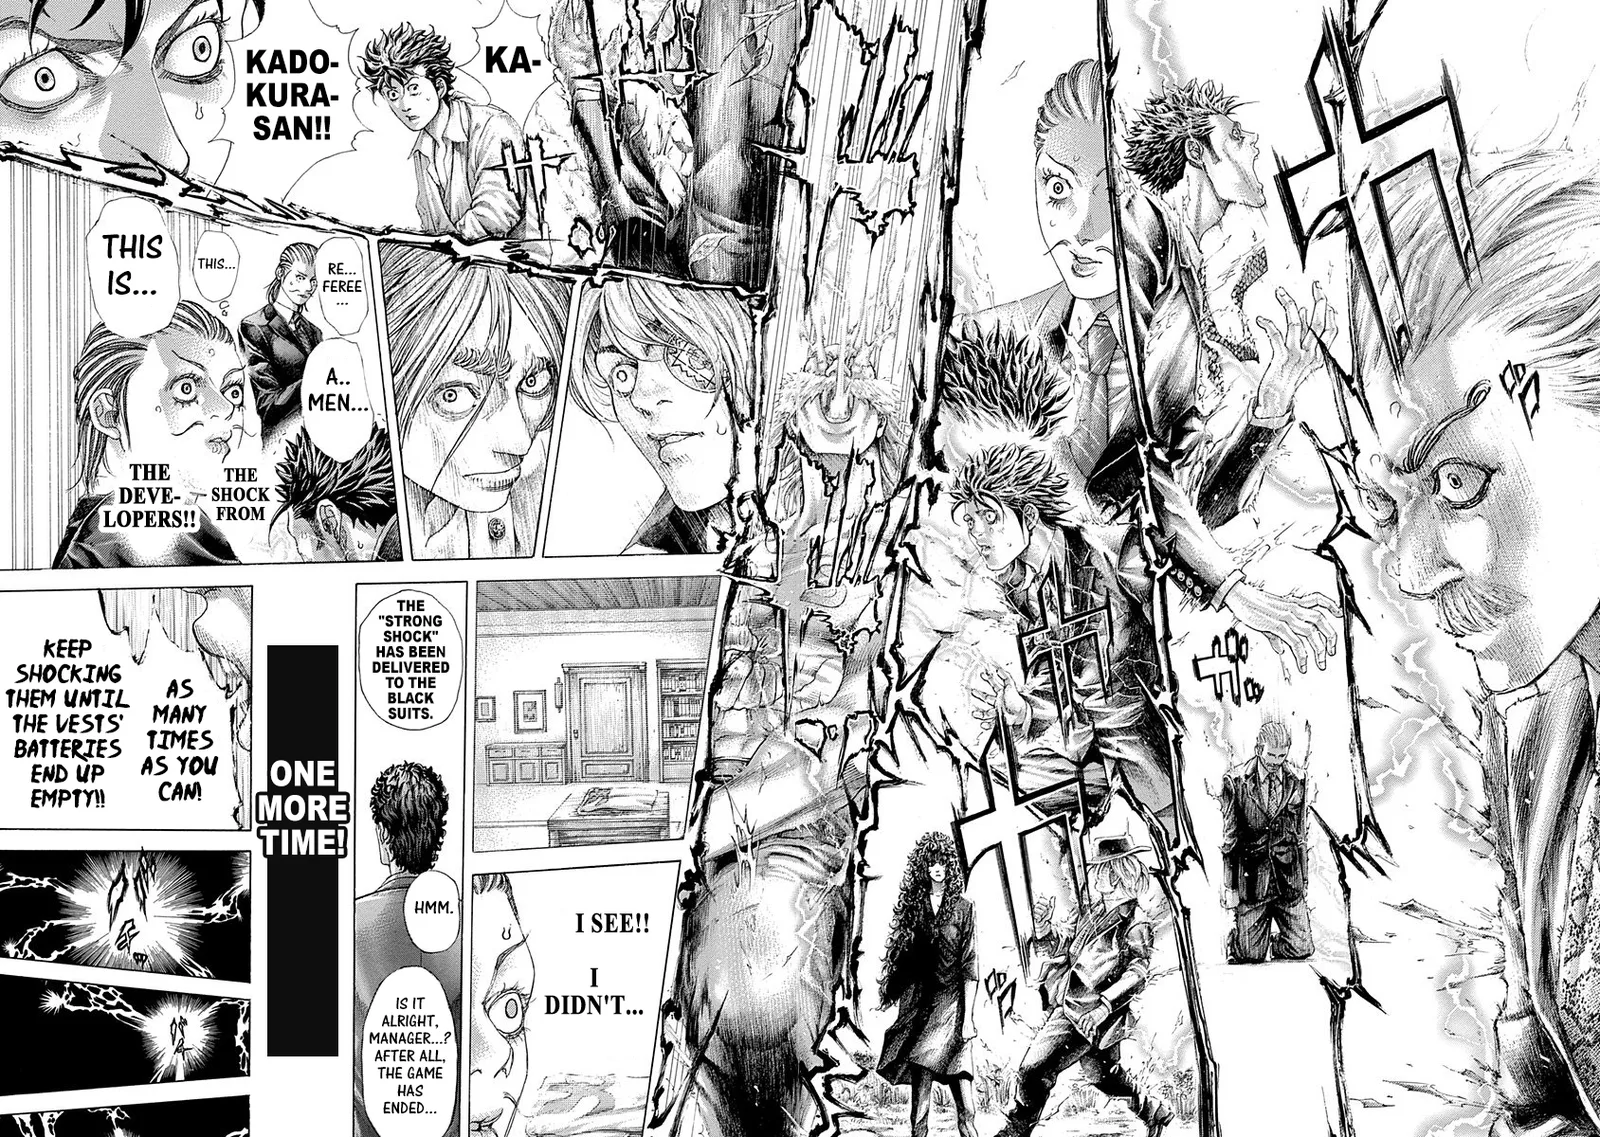 KA-
KADO-
KURA-
SAN!!
A..
MEN...
RE...
FEREE
...
THIS...
THIS
IS...
THE
SHOCK
FROM
THE
DEVE-
LOPERS!!
I SEE!!
I
DIDN'T...
THE
"STRONG
SHOCK"
HAS BEEN
DELIVERED
TO THE
BLACK
SUITS.
HMM.
IS IT
ALRIGHT,
MANAGER...?
AFTER ALL,
THE GAME
HAS
ENDED...
ONE
MORE
TIME!
AS
MANY
TIMES
AS YOU
CAN!
KEEP
SHOCKING
THEM UNTIL
THE VESTS'
BATTERIES
END UP
EMPTY!!